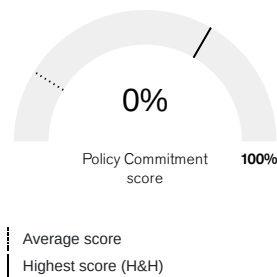 0%
Policy Commitment 100%
score
Average score
Highest score (H&H)